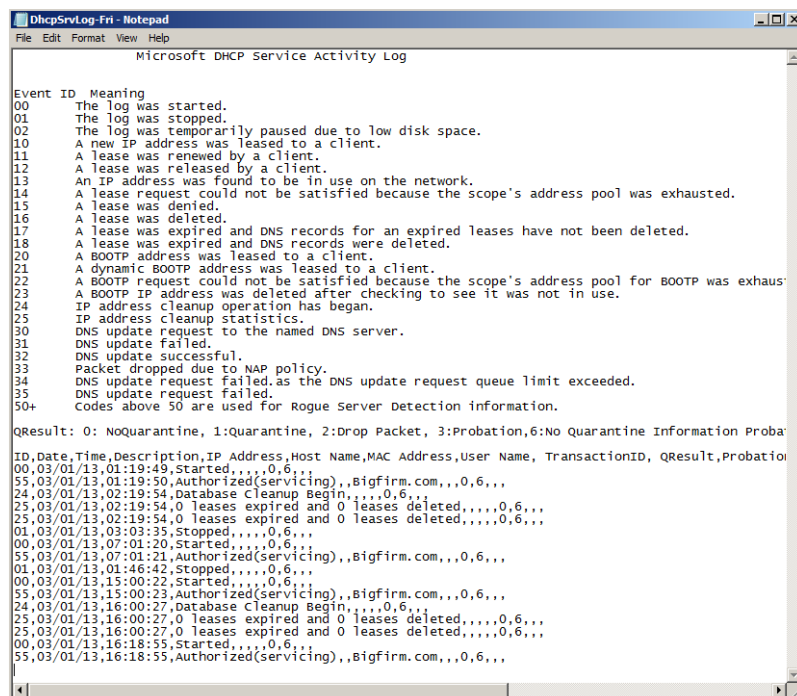 DhcpSrvLog-Fri - Notepad
File Edit Format View Help
Microsoft DHCP Service Activity Log
Event ID Meaning
00 The log was started.
01 The log was stopped.
02 The log was temporarily paused due to low disk space.
10 A new IP address was leased to a client.
11 A lease was renewed by a client.
12 A lease was released by a client.
13 An IP address was found to be in use on the network.
14 A lease request could not be satisfied because the scope's address pool was exhausted.
15 A lease was denied.
16 A lease was deleted.
17 A lease was expired and DNS records for an expired leases have not been deleted.
18 A lease was expired and DNS records were deleted.
20 A BOOTP address was leased to a client.
21 A dynamic BOOTP address was leased to a client.
22 A BOOTP request could not be satisfied because the scope's address pool for BOOTP was exhaust
23 A BOOTP IP address was deleted after checking to see it was not in use.
24 IP address cleanup operation has began.
25 IP address cleanup statistics.
30 DNS update request to the named DNS server.
31 DNS update failed.
32 DNS update successful.
33 Packet dropped due to NAP policy.
34 DNS update request failed.as the DNS update request queue limit exceeded.
35 DNS update request failed.
50+ Codes above 50 are used for Rogue Server Detection information.
QResult: 0: NoQuarantine, 1:Quarantine, 2:Drop Packet, 3:Probation,6:No Quarantine Information Probat
ID,Date,Time,Description,IP Address,Host Name,MAC Address,User Name, TransactionID, QResult,Probation
00,03/01/13,01:19:49,Started,,,,,0,6,,,
55,03/01/13,01:19:50,Authorized(servicing),,Bigfirm.com,,,0,6,,,
24,03/01/13,02:19:54,Database Cleanup Begin,,,,,0,6,,,
25,03/01/13,02:19:54,0 leases expired and 0 leases deleted,,,,,0,6,,,
25,03/01/13,02:19:54,0 leases expired and 0 leases deleted,,,,,0,6,,,
01,03/01/13,03:03:35,Stopped,,,,,0,6,,,
00,03/01/13,07:01:20,Started,,,,,0,6,,,
55,03/01/13,07:01:21,Authorized(servicing),,Bigfirm.com,,,0,6,,,
01,03/01/13,01:46:42,Stopped,,,,,0,6,,,
00,03/01/13,15:00:22,Started,,,,,0,6,,,
55,03/01/13,15:00:23,Authorized(servicing),,Bigfirm.com,,,0,6,,,
24,03/01/13,16:00:27,Database Cleanup Begin,,,,,0,6,,,
25,03/01/13,16:00:27,0 leases expired and 0 leases deleted,,,,,0,6,,,
25,03/01/13,16:00:27,0 leases expired and 0 leases deleted,,,,,0,6,,,
00,03/01/13,16:18:55,Started,,,,,0,6,,,
55,03/01/13,16:18:55,Authorized(servicing),,Bigfirm.com,,,0,6,,,